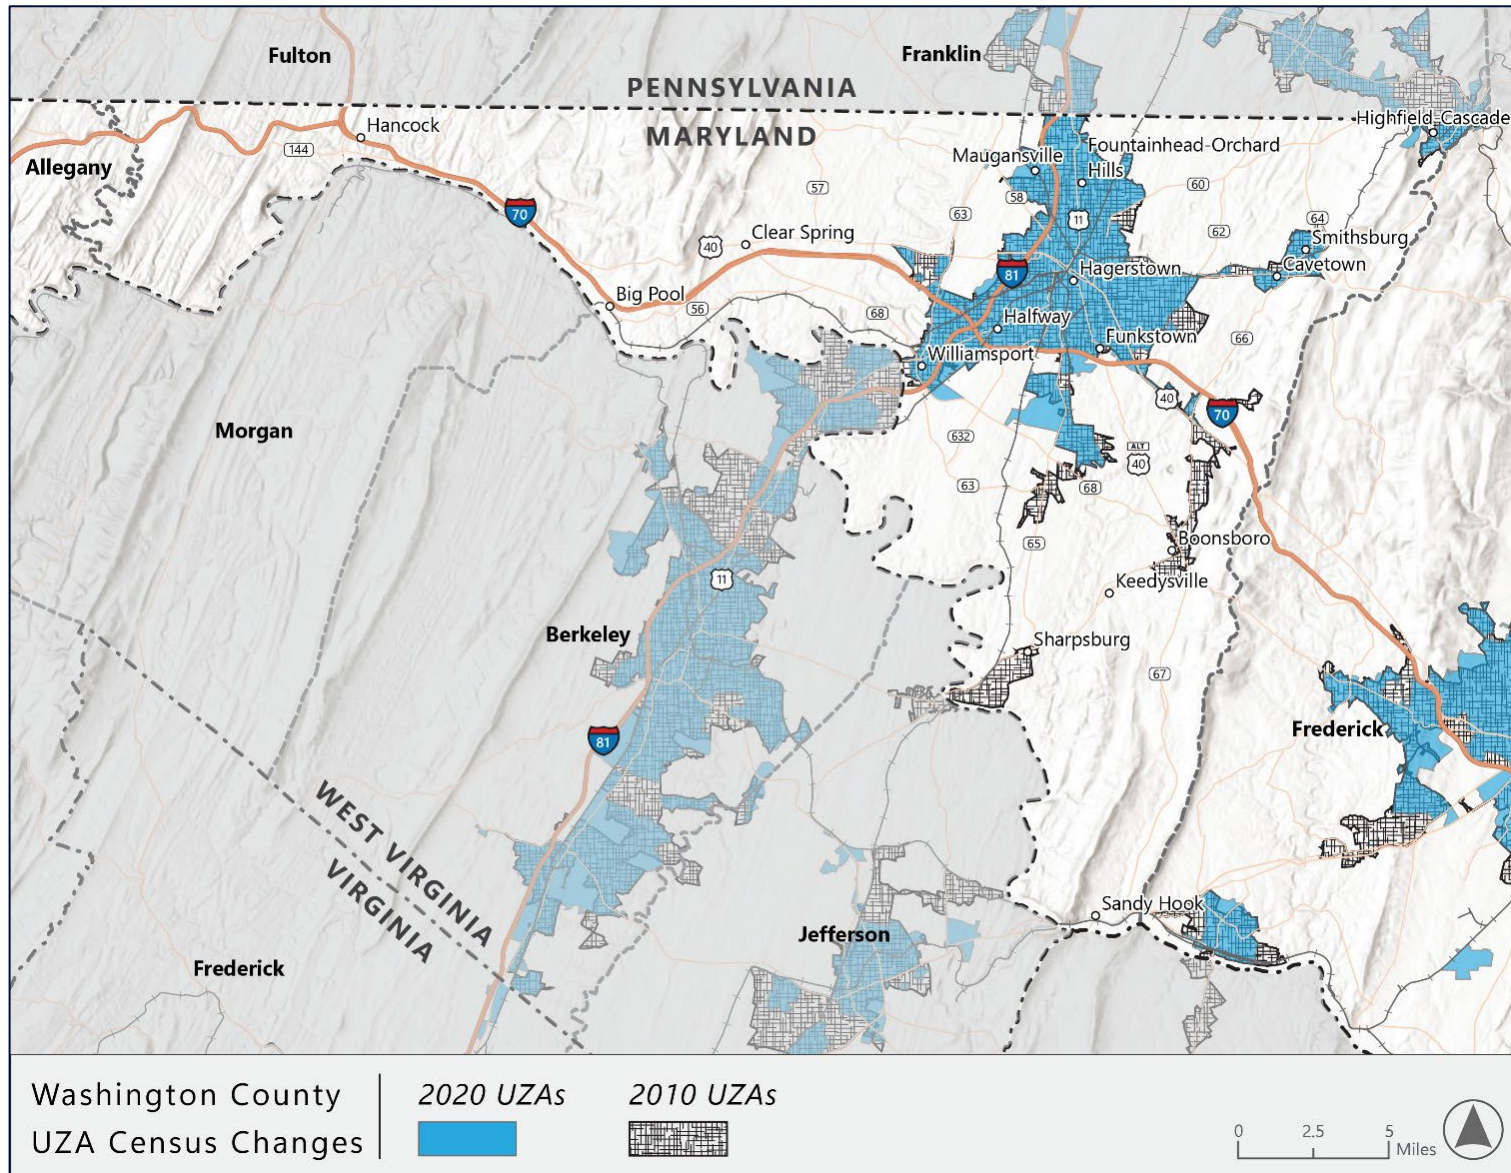 Fulton
Franklin
PENNSYLVANIA
MARYLAND
Hancock
144
Allegany
Highfield-Cascade
Maugansville
Fountainhead-Orchard
Hills
57
58
60
11
63
62
64
70
40
Clear Spring
Smithsburg
Cavetown
81
Hagerstown
Big Pool
56
68
Halfway
Funkstown
66
Williamsport
40
70
Morgan
632
ALT
40
63
68
65
Boonsboro
11
Keedysville
Berkeley
Sharpsburg
67
81
Frederick
WEST VIRGINIA
VIRGINIA
Sandy Hook
Jefferson
Frederick
Washington County
UZA Census Changes
2020 UZAs
2010 UZAs
0 2.5 5
Miles